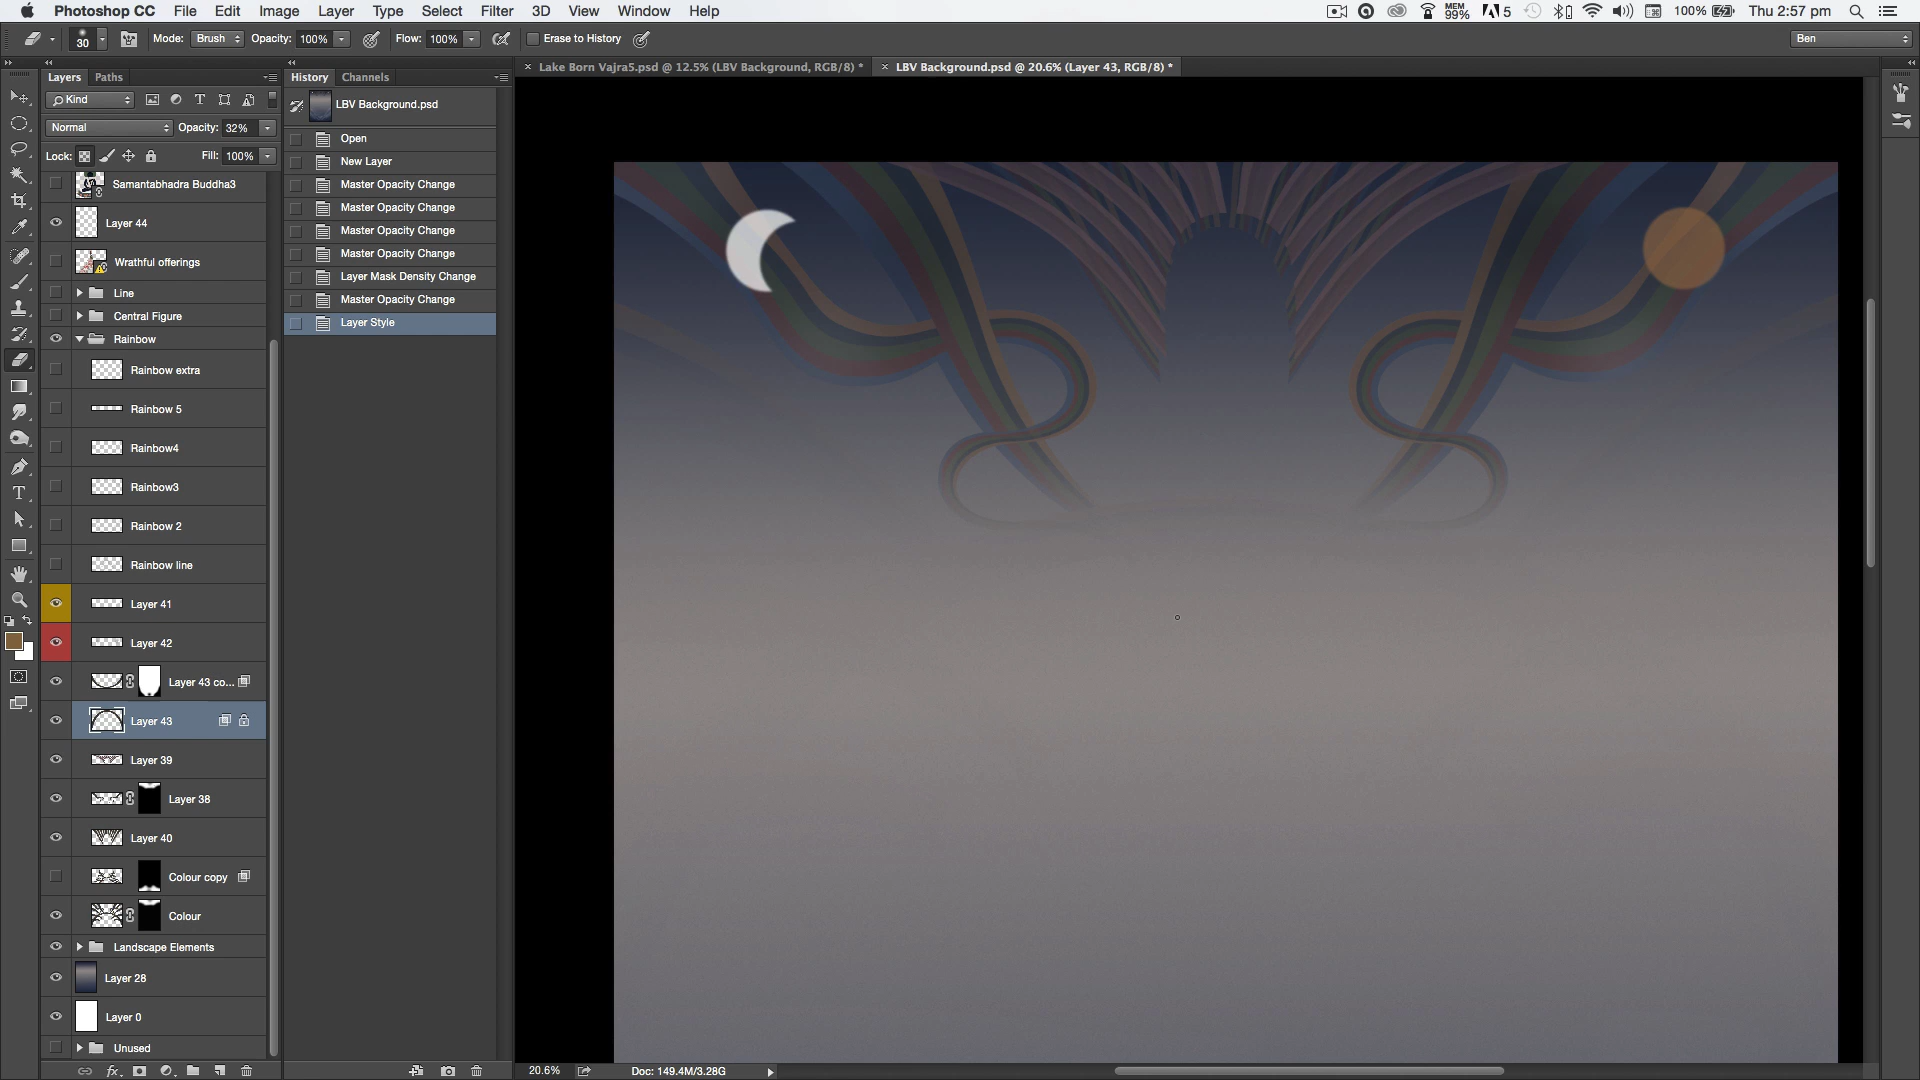 Photoshop CC File Edit Image Layer Type Select Filter 3D View Window Help MEM 99% 5 100% Thu 2:57 pm
30 Mode: Brush Opacity: 100% Flow: 100% Erase to History Ben
Layers Paths
History Channels
Lake Born Vajra5.psd @ 12.5% (LBV Background, RGB/8) *
LBV Background.psd @ 20.6% (Layer 43, RGB/8) *
Kind
Normal Opacity: 32%
Lock: Fill: 100%
Samantabhadra Buddha3
Layer 44
Wrathful offerings
Line
Central Figure
Rainbow
Rainbow extra
Rainbow 5
Rainbow4
Rainbow3
Rainbow 2
Rainbow line
Layer 41
Layer 42
Layer 43 co...
Layer 43
Layer 39
Layer 38
Layer 40
Colour copy
Colour
Landscape Elements
Layer 28
Layer 0
Unused
fx
LBV Background.psd
Open
New Layer
Master Opacity Change
Master Opacity Change
Master Opacity Change
Master Opacity Change
Layer Mask Density Change
Master Opacity Change
Layer Style
20.6% Doc: 149.4M/3.28G